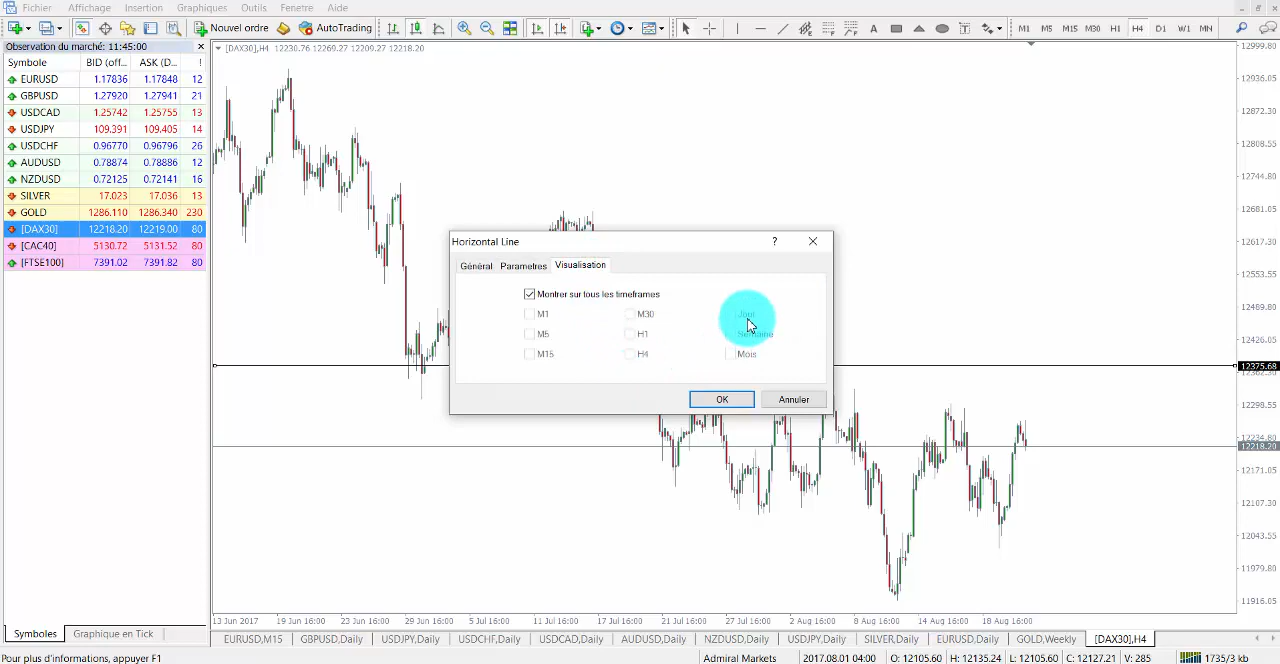 Fichier Affichage Insertion Graphiques Outils Fenetre Aide
Nouvel ordre AutoTrading M1 M5 M15 M30 H1 H4 D1 W1 MN
Observation du marché: 11:45:00
Symbole BID (off... ASK (D... !
EURUSD 1.17836 1.17848 12
GBPUSD 1.27920 1.27941 21
USDCAD 1.25742 1.25755 13
USDJPY 109.391 109.405 14
USDCHF 0.96770 0.96796 26
AUDUSD 0.78874 0.78886 12
NZDUSD 0.72125 0.72141 16
SILVER 17.023 17.036 13
GOLD 1286.110 1286.340 230
[DAX30] 12218.20 12219.00 80
[CAC40] 5130.72 5131.52 80
[FTSE100] 7391.02 7391.82 80
Symboles Graphique en Tick
[DAX30],H4 12230.76 12269.27 12209.27 12218.20
12999.80
12936.05
12872.30
12808.55
12744.80
12681.05
12617.30
12553.55
12489.80
12426.05
12375.68
12362.30
12298.55
12234.80
12218.20
12171.05
12107.30
12043.55
11979.80
11916.05
Horizontal Line ?
Général Parametres Visualisation
Montrer sur tous les timeframes
M1 M30 Jour
M5 H1 Semaine
M15 H4 Mois
OK Annuler
13 Jun 2017 19 Jun 16:00 23 Jun 16:00 29 Jun 16:00 5 Jul 16:00 11 Jul 16:00 17 Jul 16:00 21 Jul 16:00 27 Jul 16:00 2 Aug 16:00 8 Aug 16:00 14 Aug 16:00 18 Aug 16:00
EURUSD,M15 GBPUSD,Daily USDJPY,Daily USDCHF,Daily USDCAD,Daily AUDUSD,Daily NZDUSD,Daily USDJPY,Daily SILVER,Daily EURUSD,Daily GOLD,Weekly [DAX30],H4
Pour plus d'informations, appuyer F1 Admiral Markets 2017.08.01 04:00 O: 12105.60 H: 12135.24 L: 12105.60 C: 12127.21 V: 285 1735/3 kb